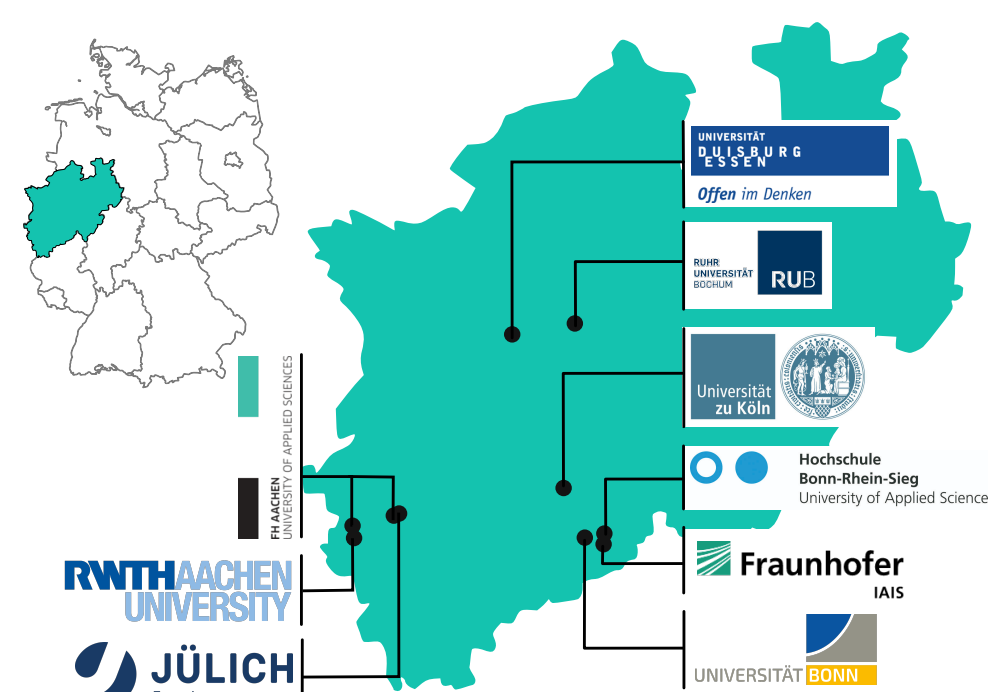 UNIVERSITÄT
DUISBURG
ESSEN
Offen im Denken
RUHR
UNIVERSITÄT
BOCHUM
RUB
Universität
zu Köln
Hochschule
Bonn-Rhein-Sieg
University of Applied Science
Fraunhofer
IAIS
UNIVERSITÄT BONN
FH AACHEN
UNIVERSITY OF APPLIED SCIENCES
RWTHAACHEN
UNIVERSITY
JÜLICH